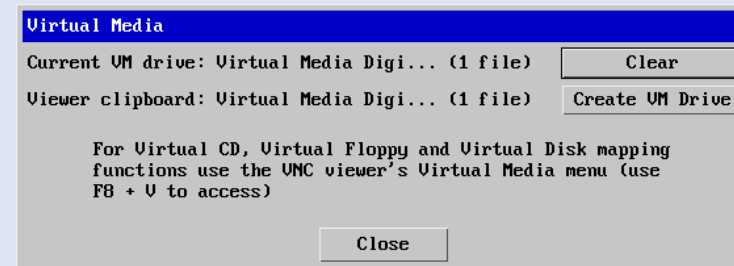 Virtual Media
Current VM drive: Virtual Media Digi... (1 file) Clear
Viewer clipboard: Virtual Media Digi... (1 file) Create VM Drive
For Virtual CD, Virtual Floppy and Virtual Disk mapping
functions use the VNC viewer's Virtual Media menu (use
F8 + V to access)
Close